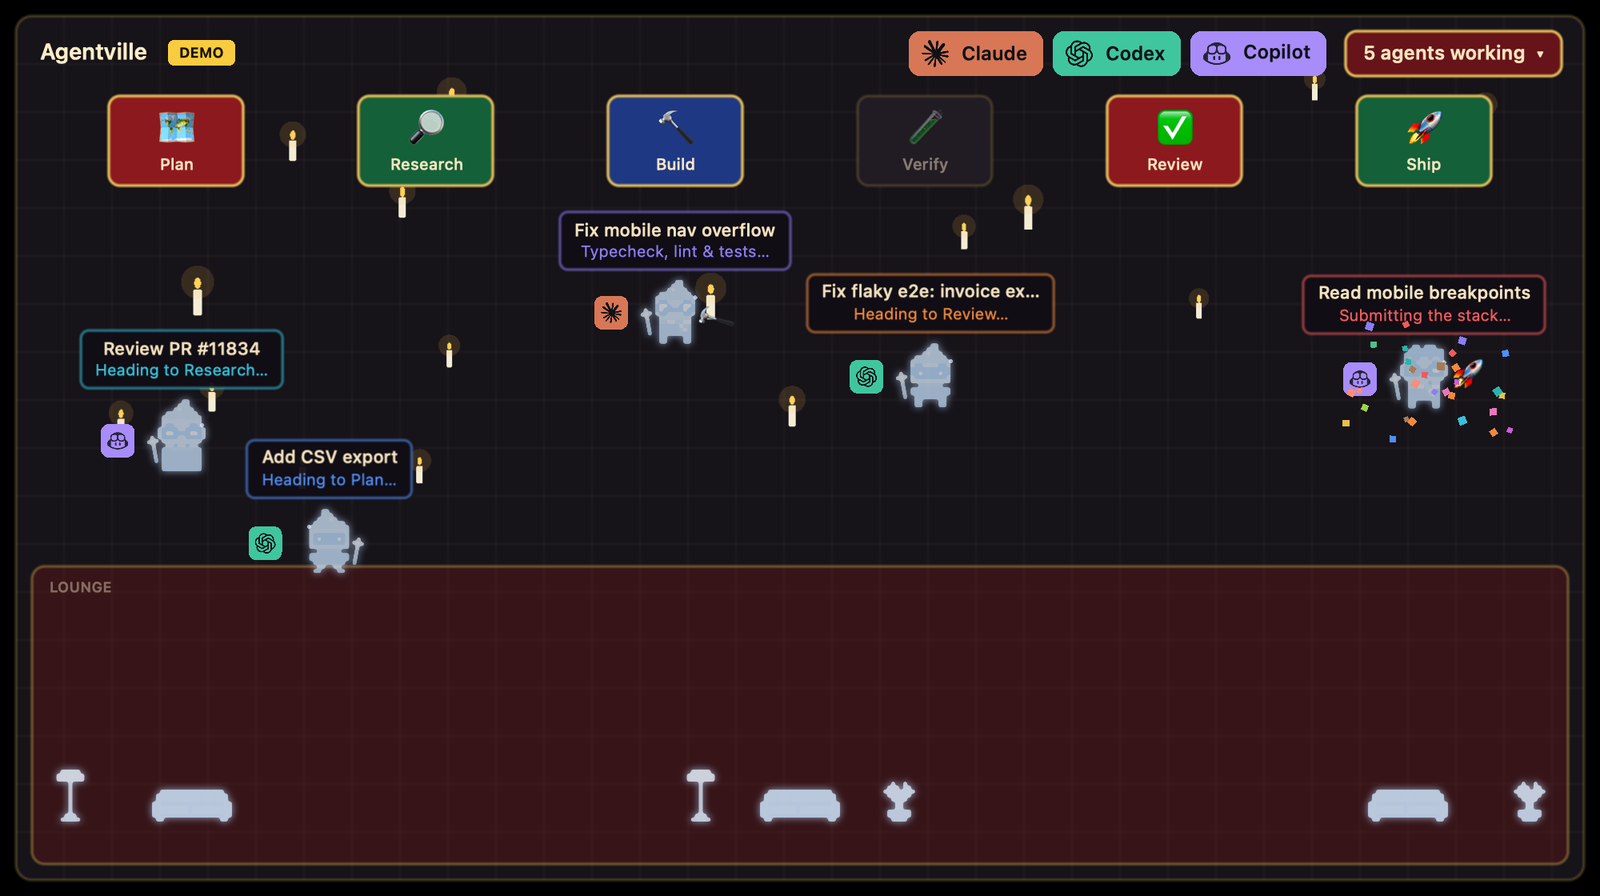 Agentville
DEMO
Claude
Codex
Copilot
5 agents working
Plan
Research
Build
Verify
Review
Ship
Fix mobile nav overflow
Typecheck, lint & tests...
Fix flaky e2e: invoice ex...
Heading to Review...
Read mobile breakpoints
Submitting the stack...
Review PR #11834
Heading to Research...
Add CSV export
Heading to Plan...
LOUNGE